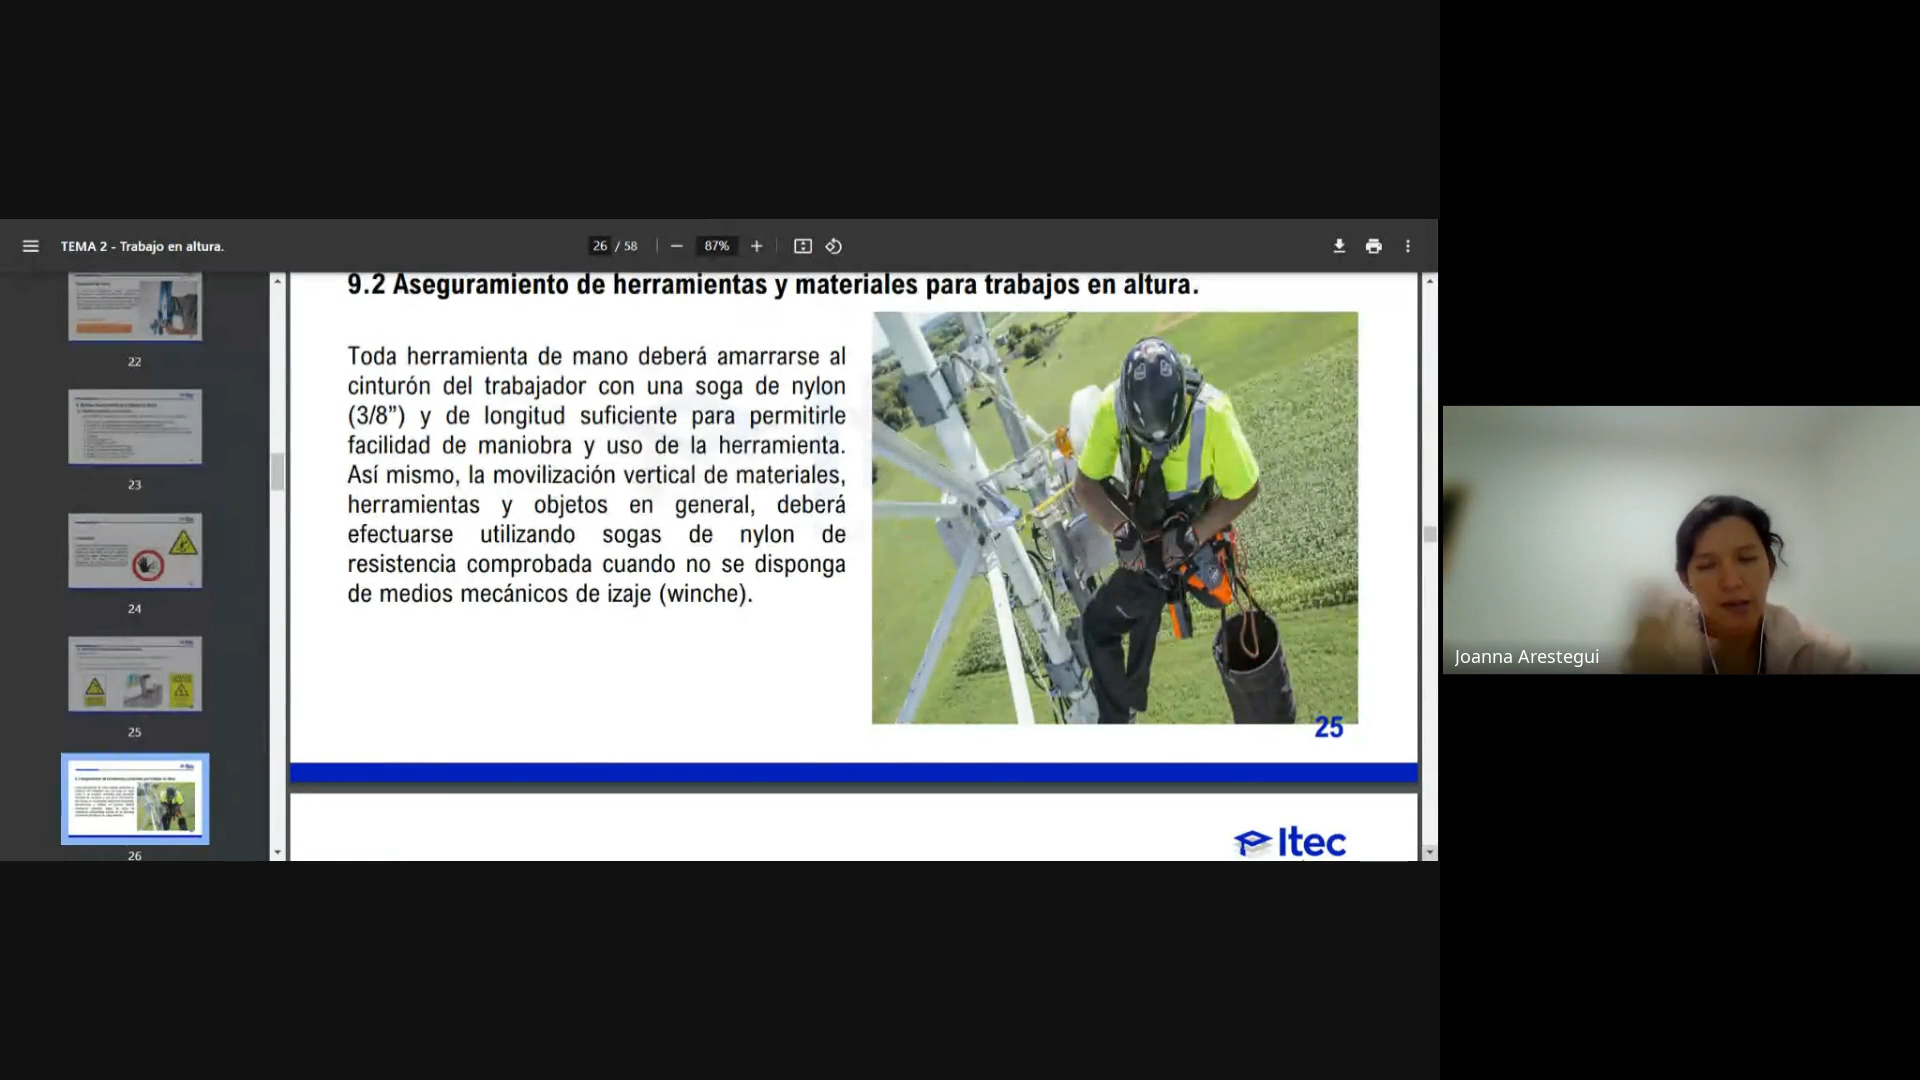 TEMA 2 - Trabajo en altura.
26 / 58
87%
22
23
24
25
26
9.2 Aseguramiento de herramientas y materiales para trabajos en altura.
Toda herramienta de mano deberá amarrarse al
cinturón del trabajador con una soga de nylon
(3/8”) y de longitud suficiente para permitirle
facilidad de maniobra y uso de la herramienta.
Así mismo, la movilización vertical de materiales,
herramientas y objetos en general, deberá
efectuarse utilizando sogas de nylon de
resistencia comprobada cuando no se disponga
de medios mecánicos de izaje (winche).
25
Itec
Joanna Arestegui